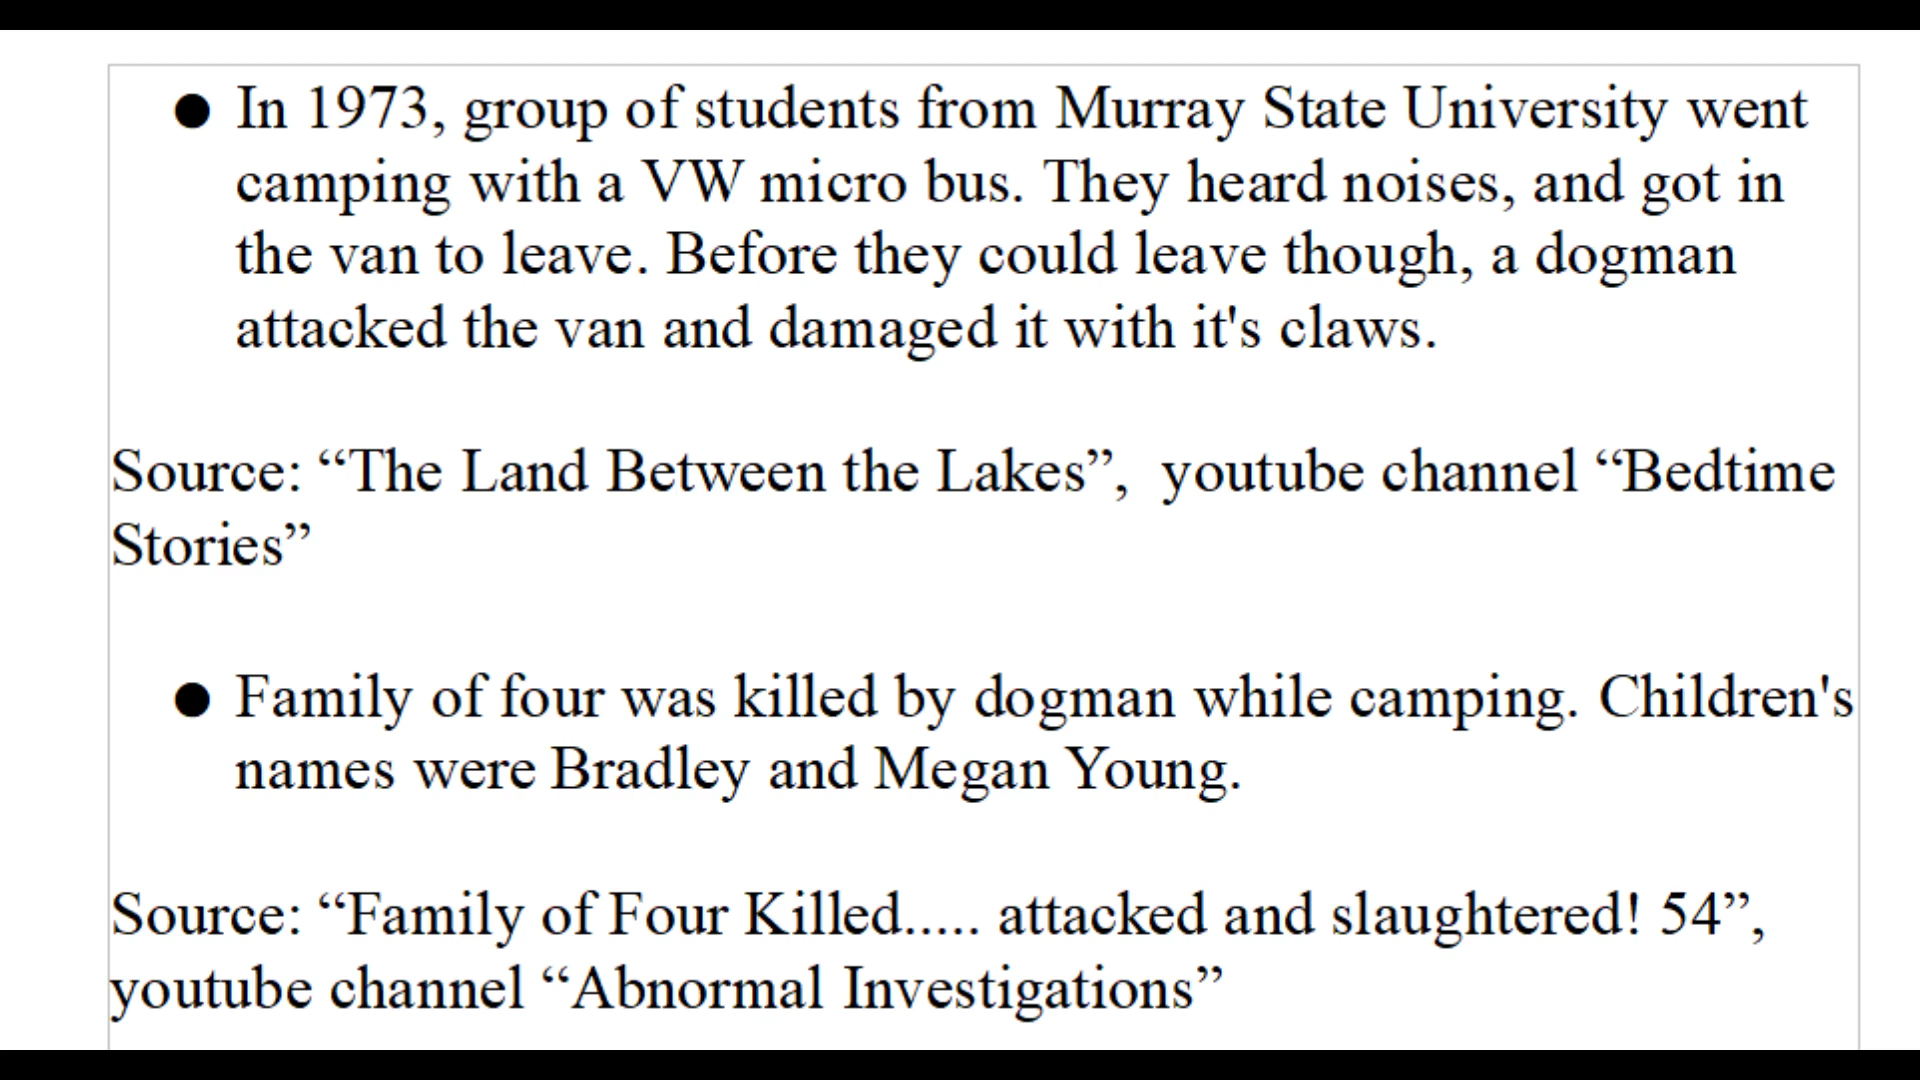 ● In 1973, group of students from Murray State University went
camping with a VW micro bus. They heard noises, and got in
the van to leave. Before they could leave though, a dogman
attacked the van and damaged it with it's claws.
Source: “The Land Between the Lakes”,  youtube channel “Bedtime
Stories”
● Family of four was killed by dogman while camping. Children's
names were Bradley and Megan Young.
Source: “Family of Four Killed..... attacked and slaughtered! 54”,
youtube channel “Abnormal Investigations”